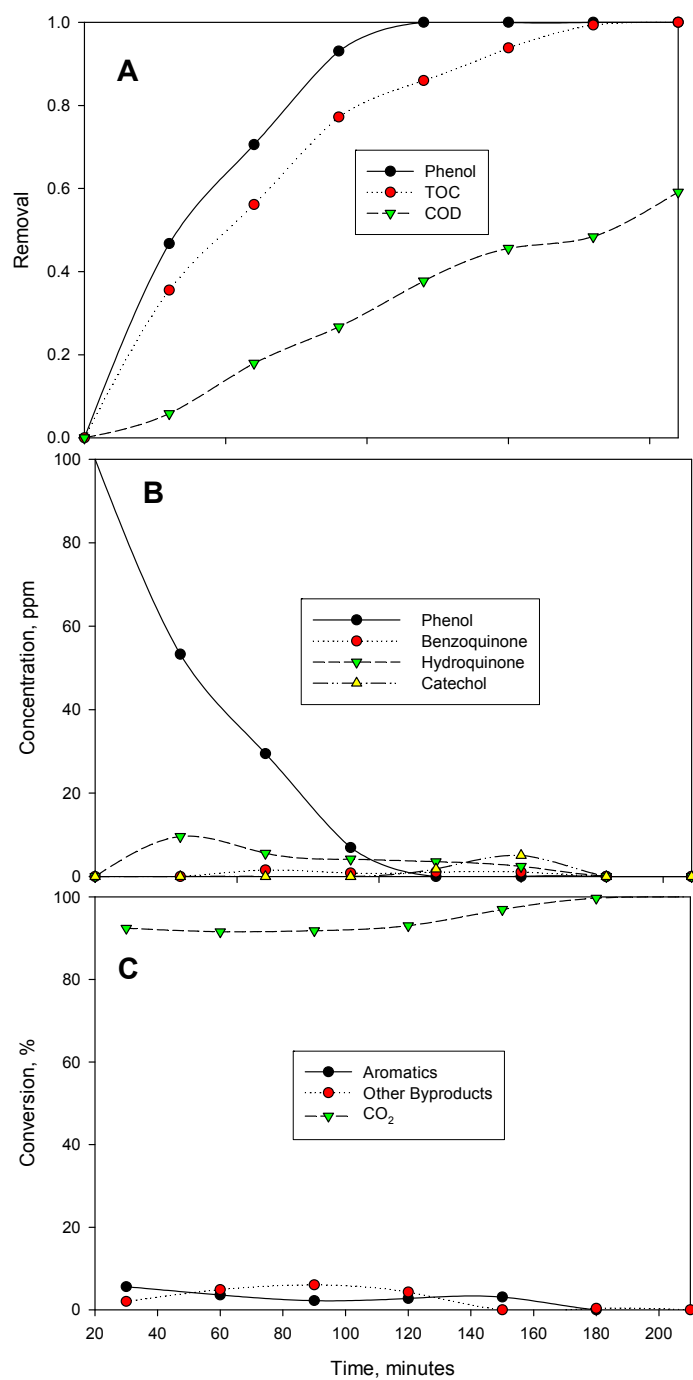 1.0
A
0.8
Phenol
TOC
COD
0.6
Removal
0.4
0.2
0.0
100
B
80
Phenol
Benzoquinone
Hydroquinone
Catechol
60
Concentration, ppm
40
20
0
100
C
80
Aromatics
Other Byproducts
CO2
60
Conversion, %
40
20
0
20 40 60 80 100 120 140 160 180 200
Time, minutes